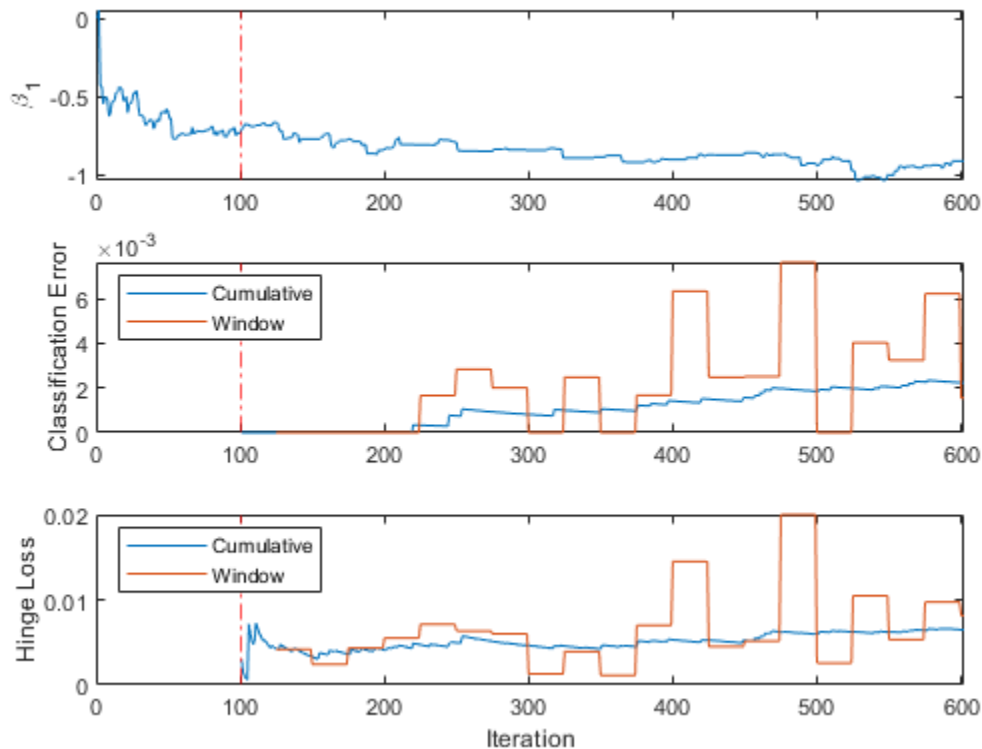 0
-0.5
-1
β1
0 100 200 300 400 500 600
×10-3
6
4
2
0
Classification Error
Cumulative
Window
0 100 200 300 400 500 600
0.02
0.01
0
Hinge Loss
Cumulative
Window
0 100 200 300 400 500 600
Iteration